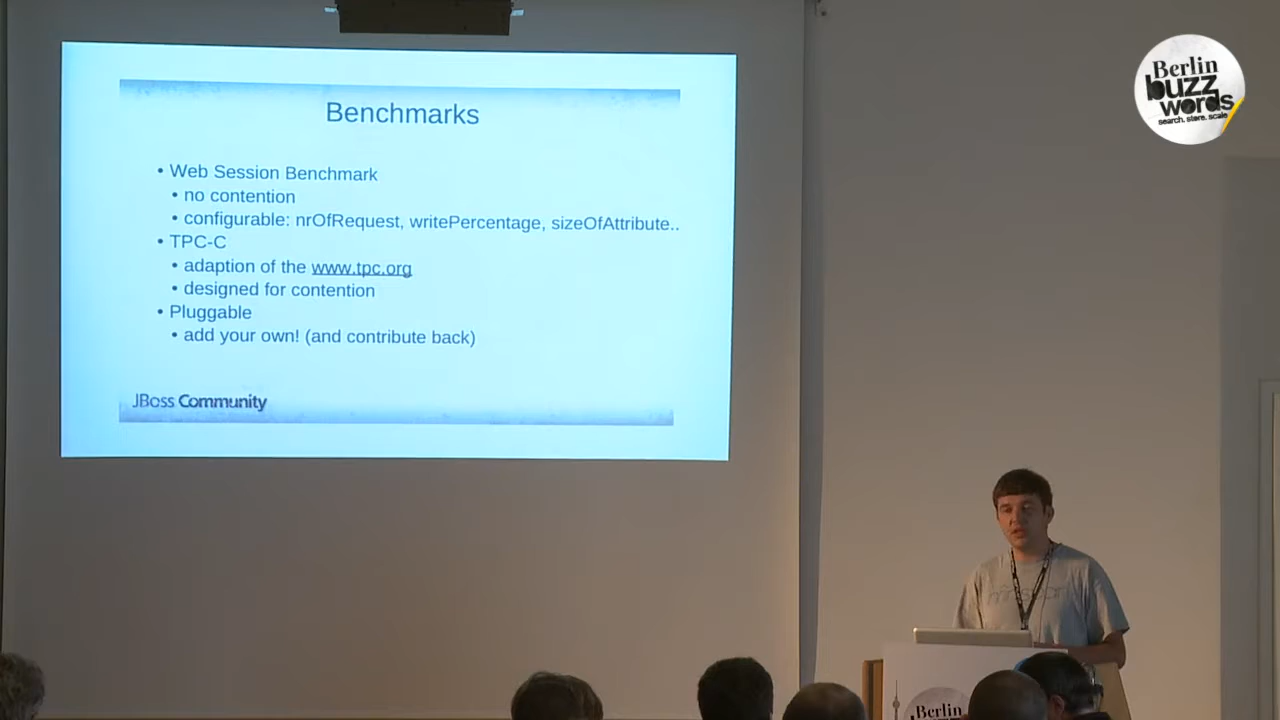 Benchmarks
• Web Session Benchmark
• no contention
• configurable: nrOfRequest, writePercentage, sizeOfAttribute..
• TPC-C
• adaption of the www.tpc.org
• designed for contention
• Pluggable
• add your own! (and contribute back)
JBoss Community
Berlin
buzz
words
search. store. scale
Berlin